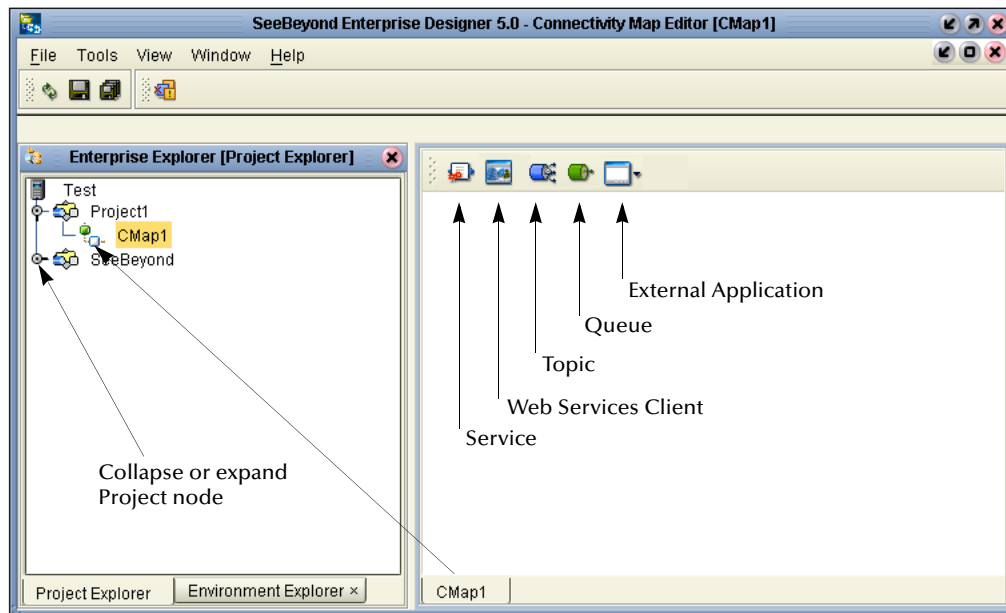 SeeBeyond Enterprise Designer 5.0 - Connectivity Map Editor [CMap1]
File Tools View Window Help
Enterprise Explorer [Project Explorer]
Test
Project1
CMap1
SeeBeyond
External Application
Queue
Topic
Web Services Client
Service
Collapse or expand
Project node
Project Explorer
Environment Explorer ×
CMap1